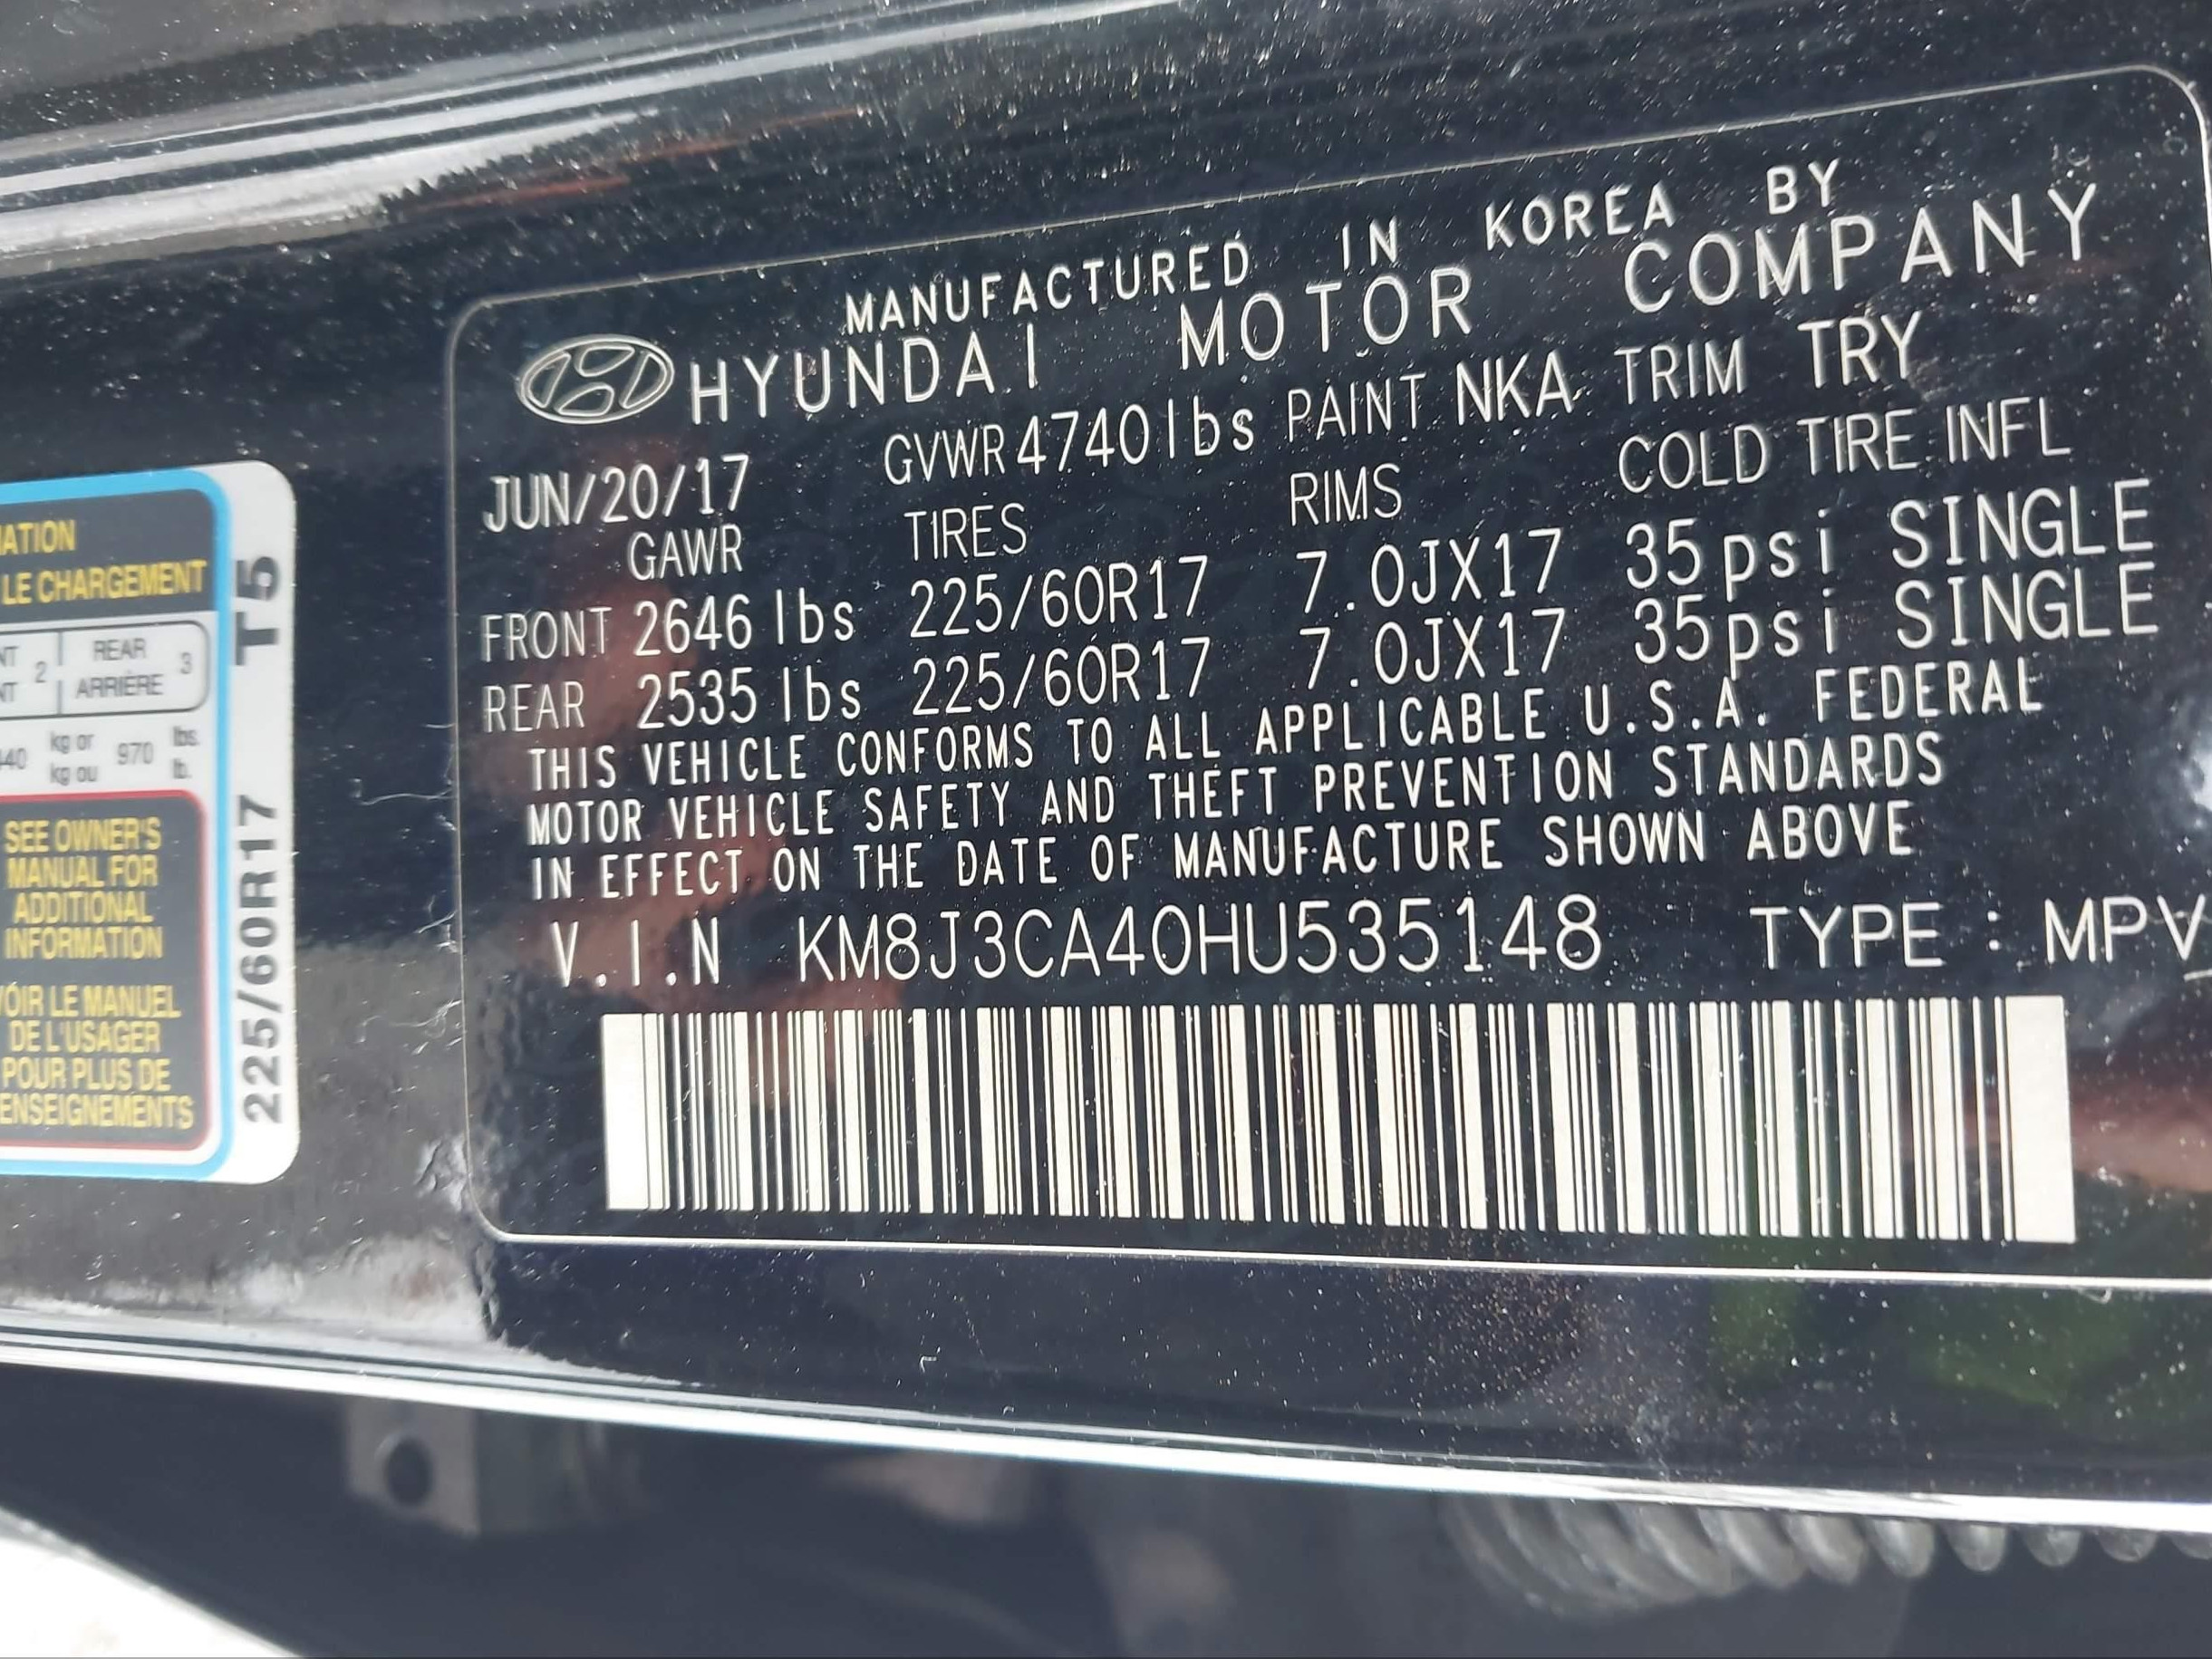 MANUFACTURED IN KOREA BY
HYUNDAI MOTOR COMPANY
JUN/20/17 GVWR 4740lbs PAINT NKA TRIM TRY
GAWR TIRES RIMS COLD TIRE INFL
FRONT 2646 lbs 225/60R17 7.0JX17 35psi SINGLE
REAR 2535 lbs 225/60R17 7.0JX17 35psi SINGLE
THIS VEHICLE CONFORMS TO ALL APPLICABLE U.S.A. FEDERAL
MOTOR VEHICLE SAFETY AND THEFT PREVENTION STANDARDS
IN EFFECT ON THE DATE OF MANUFACTURE SHOWN ABOVE
V.I.N KM8J3CA40HU535148 TYPE : MPV
LE CHARGEMENT
2 REAR 3
ARRIÈRE
kg or 970 lbs.
kg ou lb.
SEE OWNER'S
MANUAL FOR
ADDITIONAL
INFORMATION
LE MANUEL
DE L'USAGER
POUR PLUS DE
225/60R17 T5